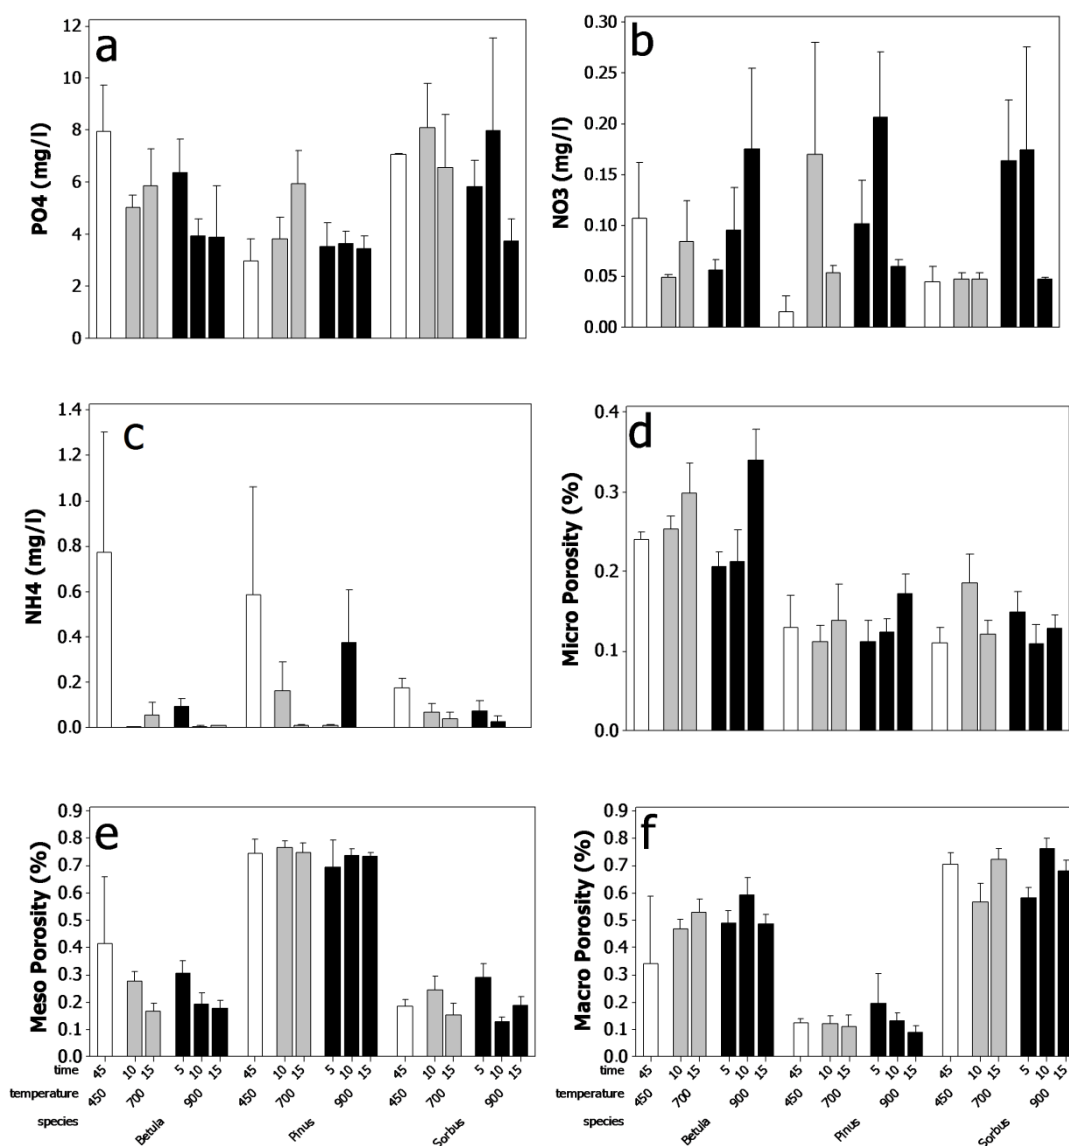 a
12
10
8
6
4
2
0
PO4 (mg/l)
b
0.30
0.25
0.20
0.15
0.10
0.05
0.00
NO3 (mg/l)
c
1.4
1.2
1.0
0.8
0.6
0.4
0.2
0.0
NH4 (mg/l)
d
0.4
0.3
0.2
0.1
0.0
Micro Porosity (%)
e
0.9
0.8
0.7
0.6
0.5
0.4
0.3
0.2
0.1
0.0
Meso Porosity (%)
time 45 10 15 5 10 15 45 10 15 5 10 15 45 10 15 5 10 15
temperature 450 700 900 450 700 900 450 700 900
species Betula Pinus Sorbus
f
0.9
0.8
0.7
0.6
0.5
0.4
0.3
0.2
0.1
0.0
Macro Porosity (%)
time 45 10 15 5 10 15 45 10 15 5 10 15 45 10 15 5 10 15
temperature 450 700 900 450 700 900 450 700 900
species Betula Pinus Sorbus